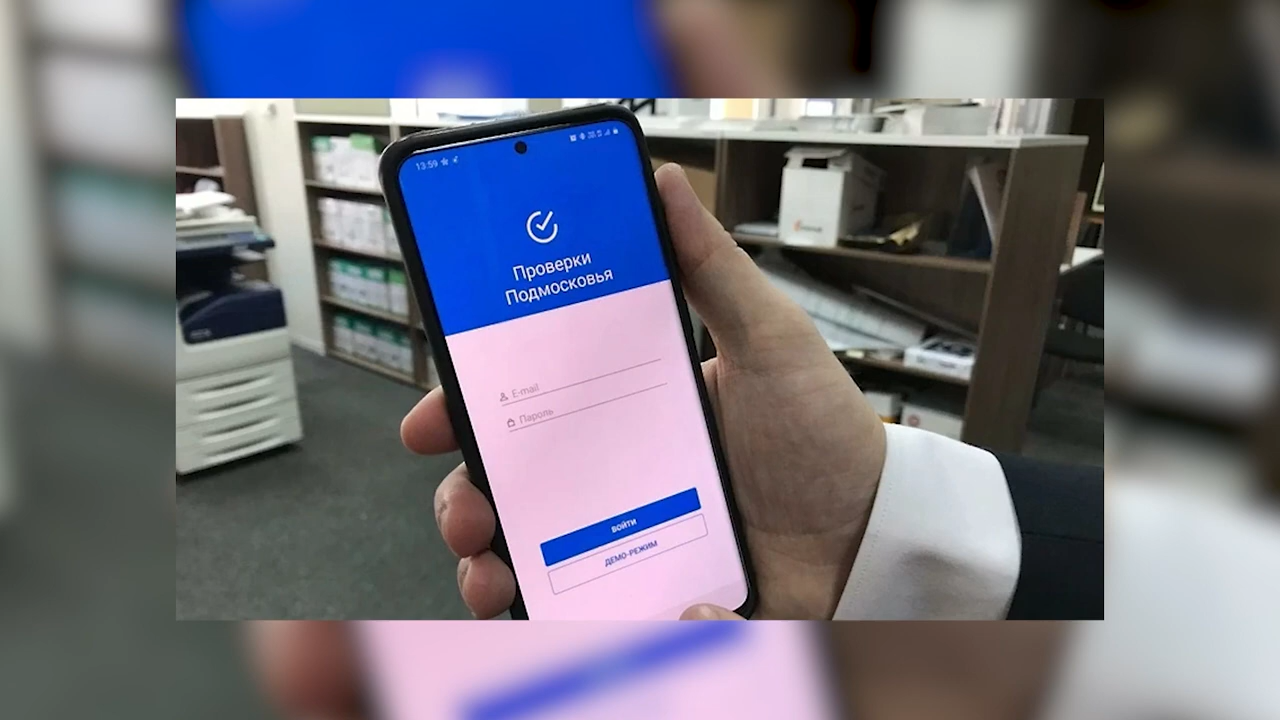 13:59
Проверки
Подмосковья
E-mail
Пароль
ВОЙТИ
ДЕМО-РЕЖИМ